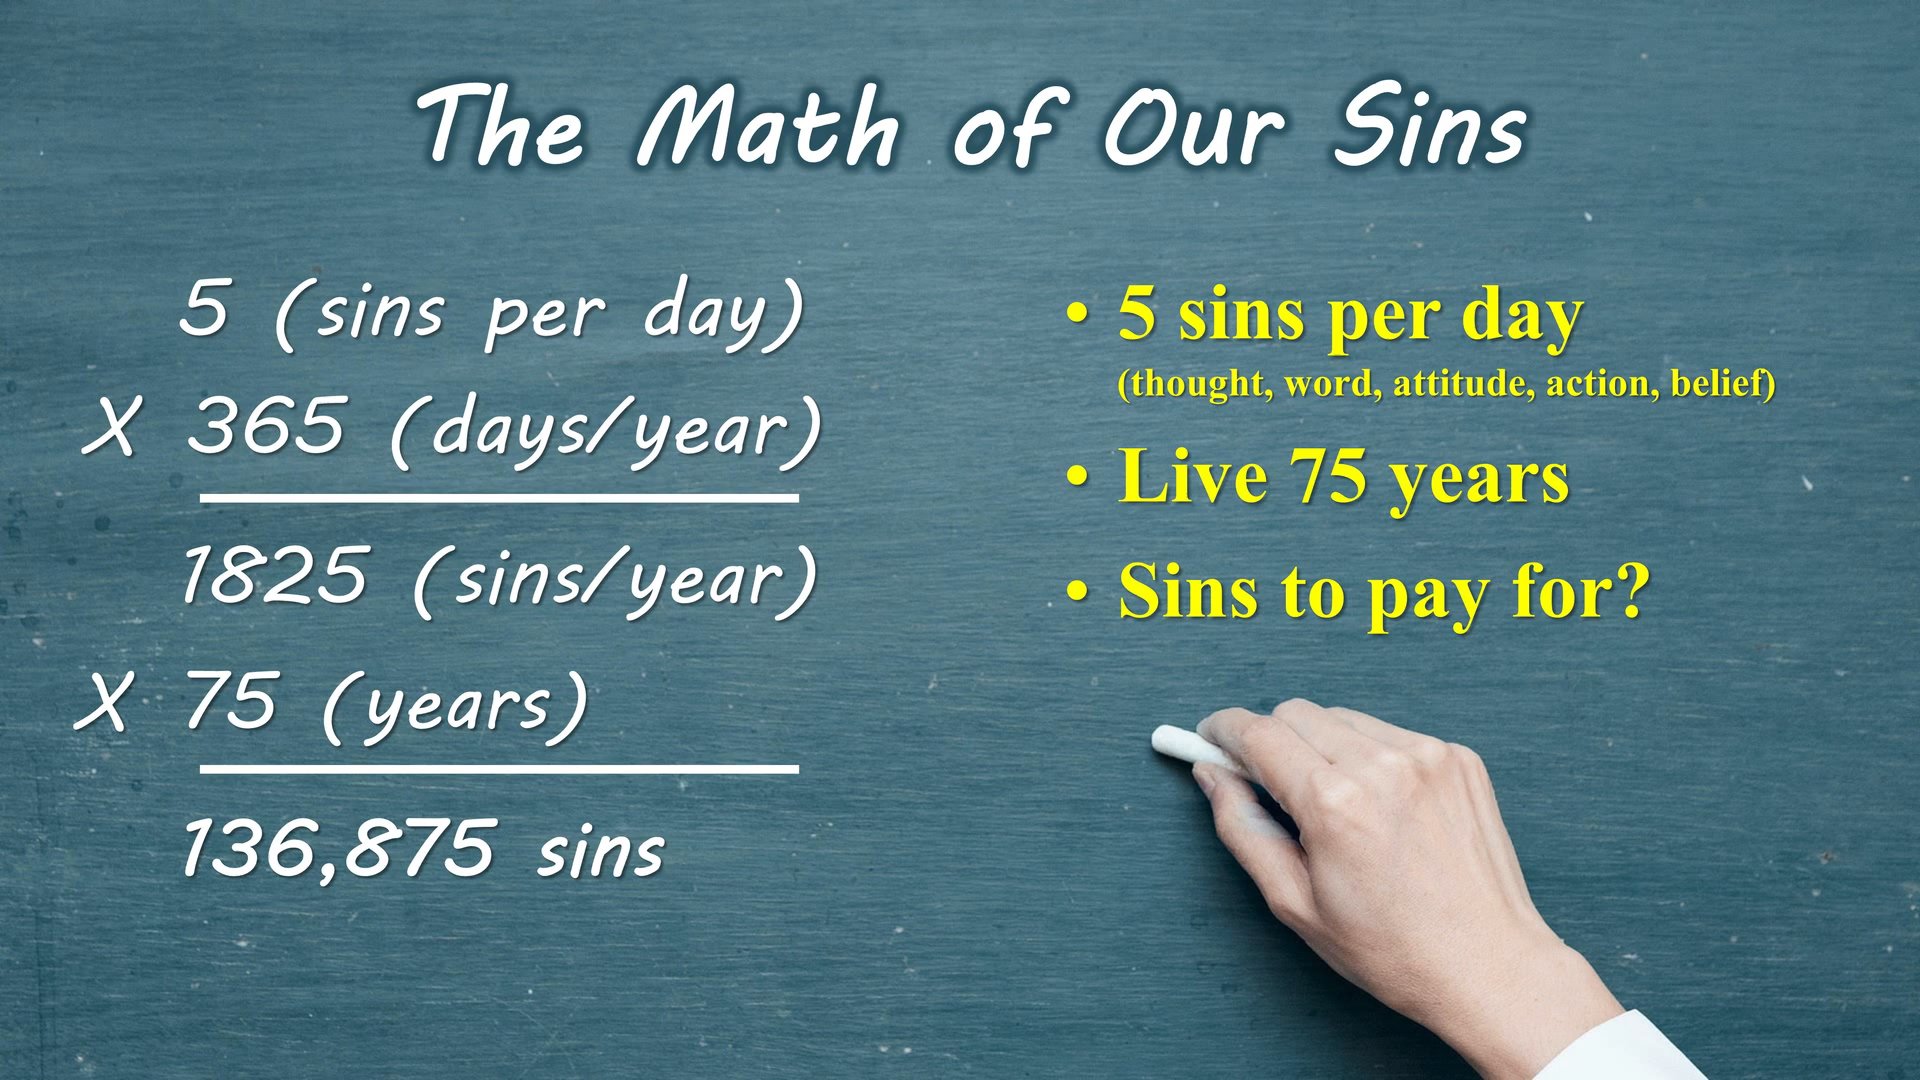 The Math of Our Sins
5 (sins per day)
X 365 (days/year)
1825 (sins/year)
X 75 (years)
136,875 sins
• 5 sins per day
(thought, word, attitude, action, belief)
• Live 75 years
• Sins to pay for?